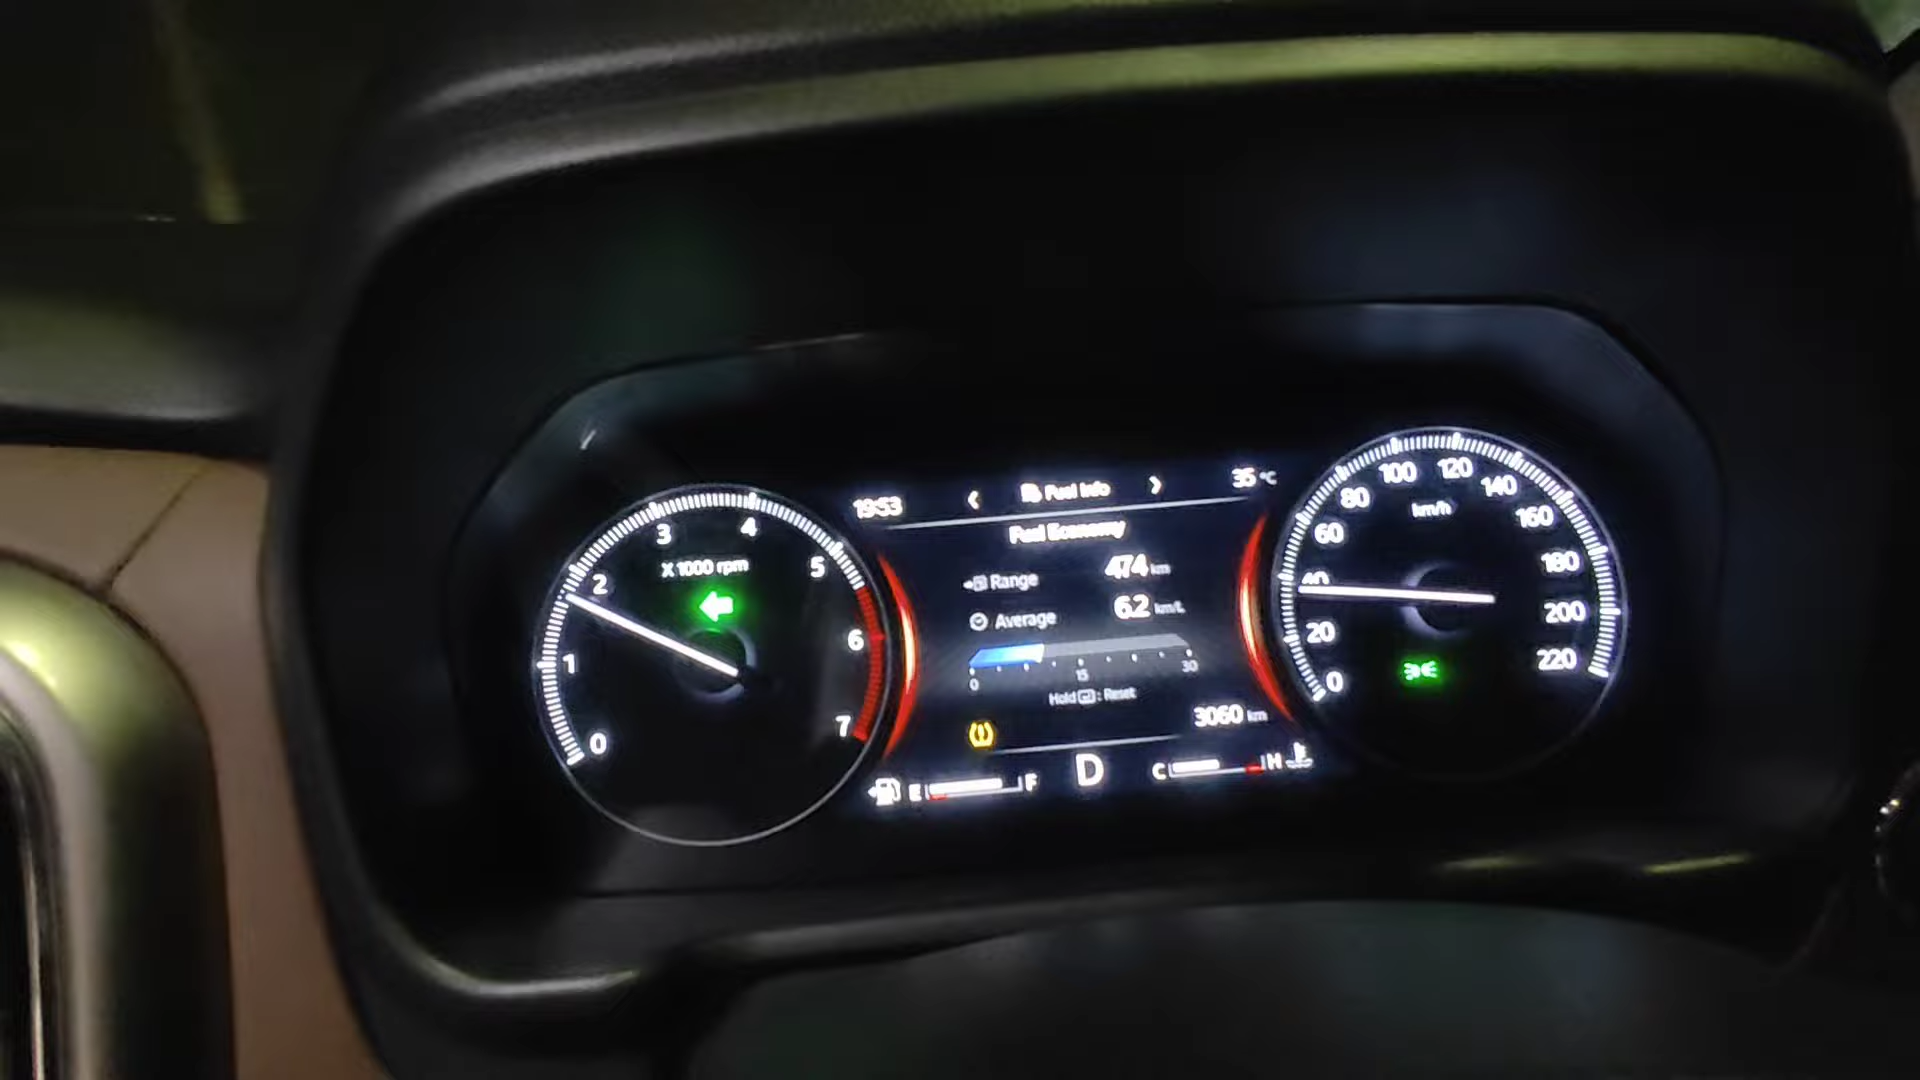 19:53
Fuel Info
35 °C
Fuel Economy
Range 474 km
Average 6.2 km/L
0 15 30
Hold : Reset
3060 km
E F
D
C H
0 1 2 3 4 5 6 7
X 1000 rpm
0 20 40 60 80 100 120 140 160 180 200 220
km/h